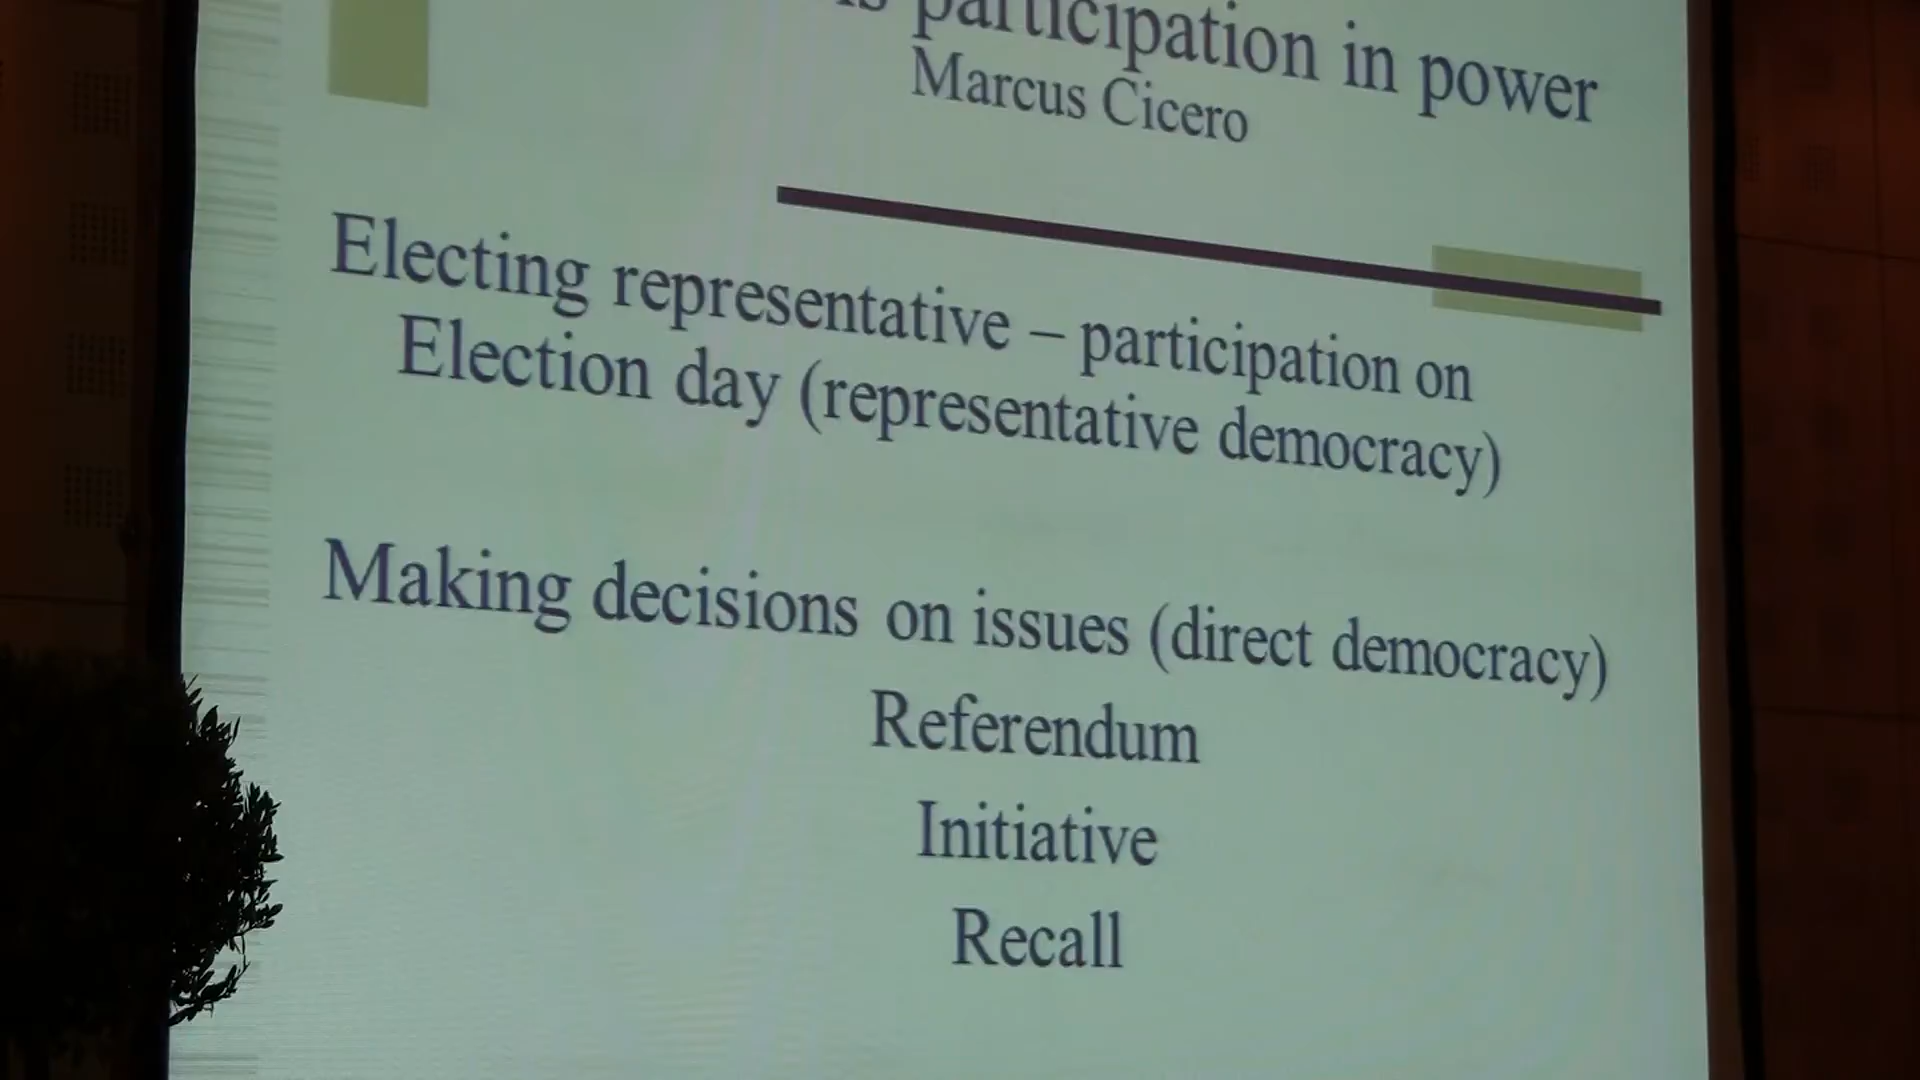 participation in power
Marcus Cicero
Electing representative – participation on
Election day (representative democracy)
Making decisions on issues (direct democracy)
Referendum
Initiative
Recall